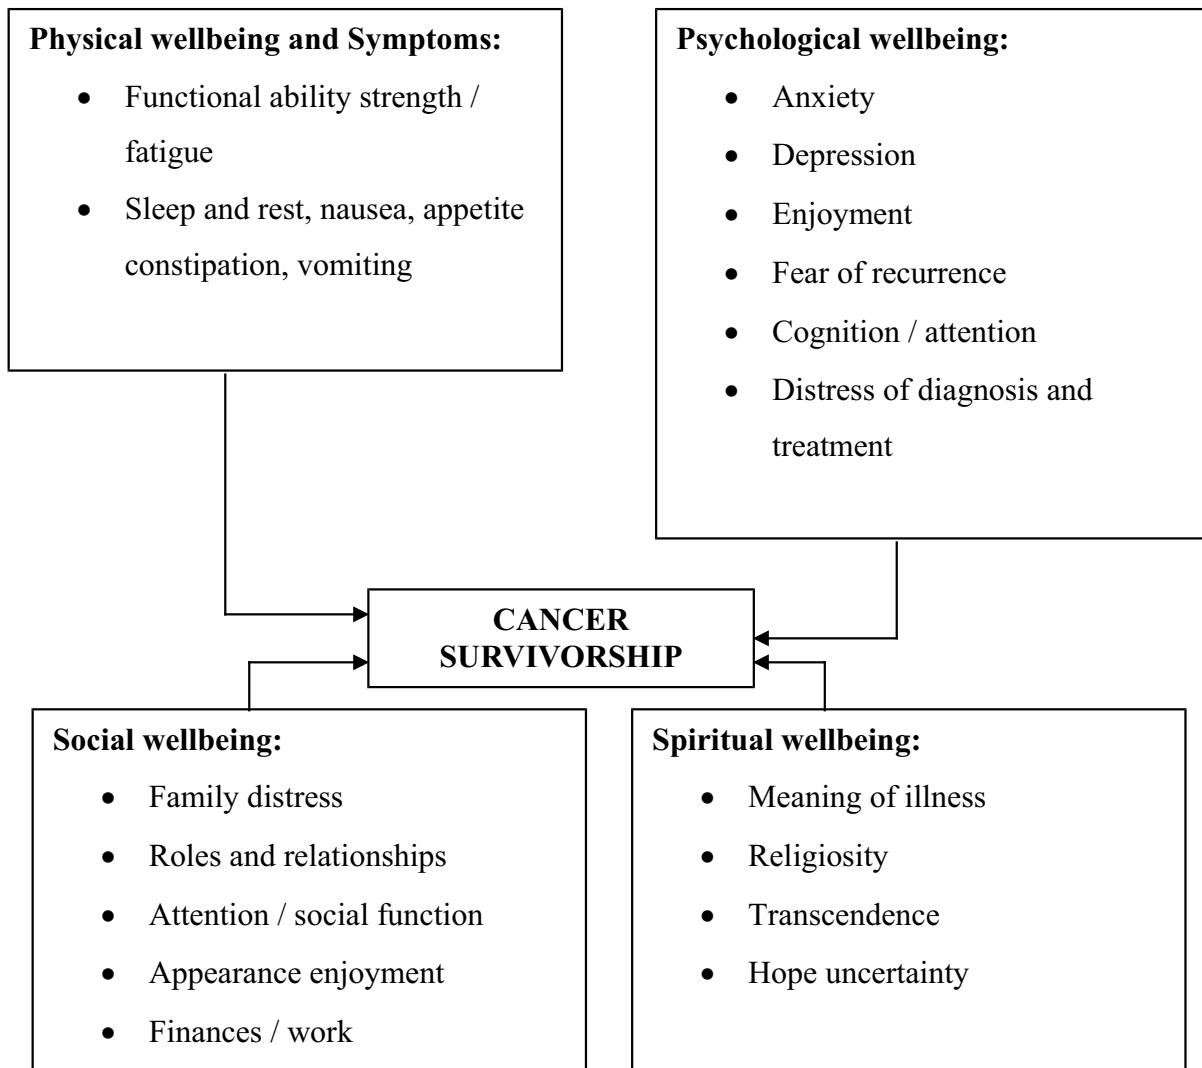 Physical wellbeing and Symptoms:
• Functional ability strength /
fatigue
• Sleep and rest, nausea, appetite
constipation, vomiting
Psychological wellbeing:
• Anxiety
• Depression
• Enjoyment
• Fear of recurrence
• Cognition / attention
• Distress of diagnosis and
treatment
CANCER
SURVIVORSHIP
Social wellbeing:
• Family distress
• Roles and relationships
• Attention / social function
• Appearance enjoyment
• Finances / work
Spiritual wellbeing:
• Meaning of illness
• Religiosity
• Transcendence
• Hope uncertainty